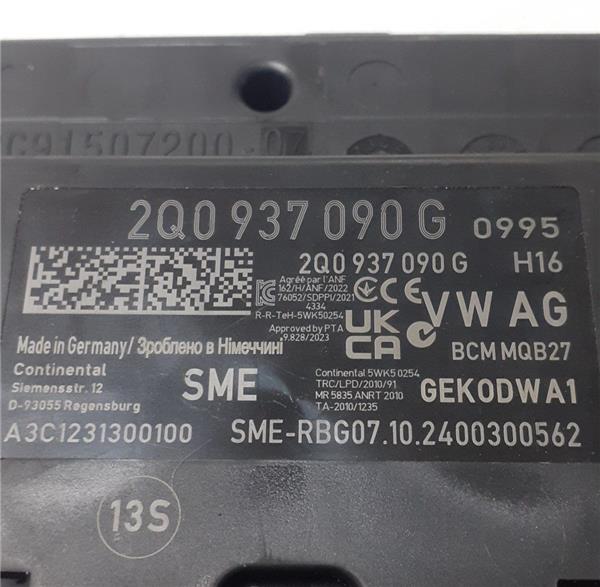 C91507200-07
2Q0 937 090 G 0995
2Q0 937 090 G H16
Agréé par l'ANF
162/H/ANF/2022
76052/SDPPI/2021
4334
R-R-TeH-5WK50254
Approved by PTA
9.828/2023
CE
UK
CA
VW AG
BCM MQB27
Made in Germany/ Зроблено в Німеччині
Continental
Siemensstr. 12
D-93055 Regensburg
SME
Continental 5WK5 0254
TRC/LPD/2010/91
MR 5835 ANRT 2010
TA-2010/1235
GEK0DWA1
A3C1231300100
SME-RBG07.10.2400300562
13S